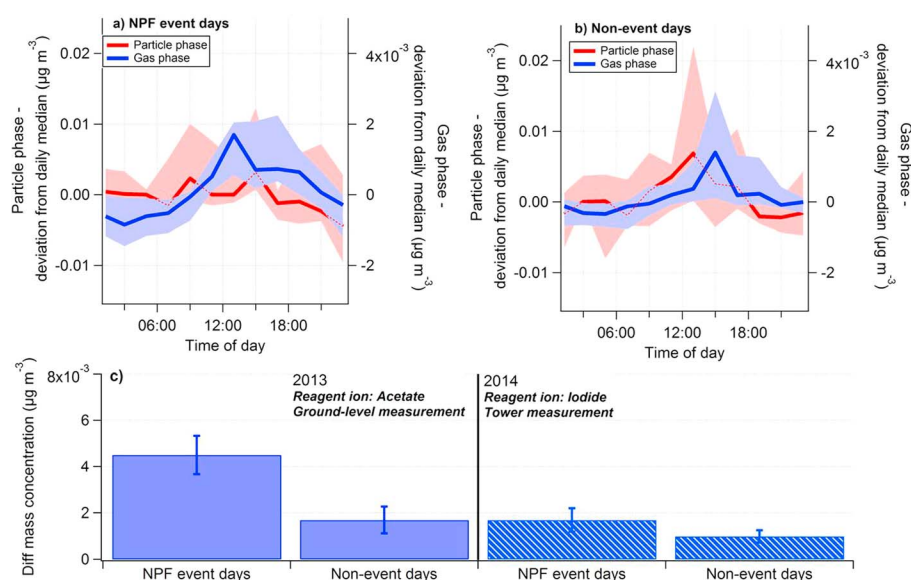 a) NPF event days
Particle phase
Gas phase
Particle phase -
deviation from daily median (µg m⁻³)
0.02
0.01
0.00
-0.01
4x10⁻³
2
0
-2
Gas phase -
deviation from daily median (µg m⁻³)
06:00 12:00 18:00
Time of day
b) Non-event days
Particle phase
Gas phase
Particle phase -
deviation from daily median (µg m⁻³)
0.02
0.01
0.00
-0.01
4x10⁻³
2
0
-2
Gas phase -
deviation from daily median (µg m⁻³)
06:00 12:00 18:00
Time of day
c)
Diff mass concentration (µg m⁻³)
8x10⁻³
6
4
2
0
2013
Reagent ion: Acetate
Ground-level measurement
2014
Reagent ion: Iodide
Tower measurement
NPF event days Non-event days NPF event days Non-event days